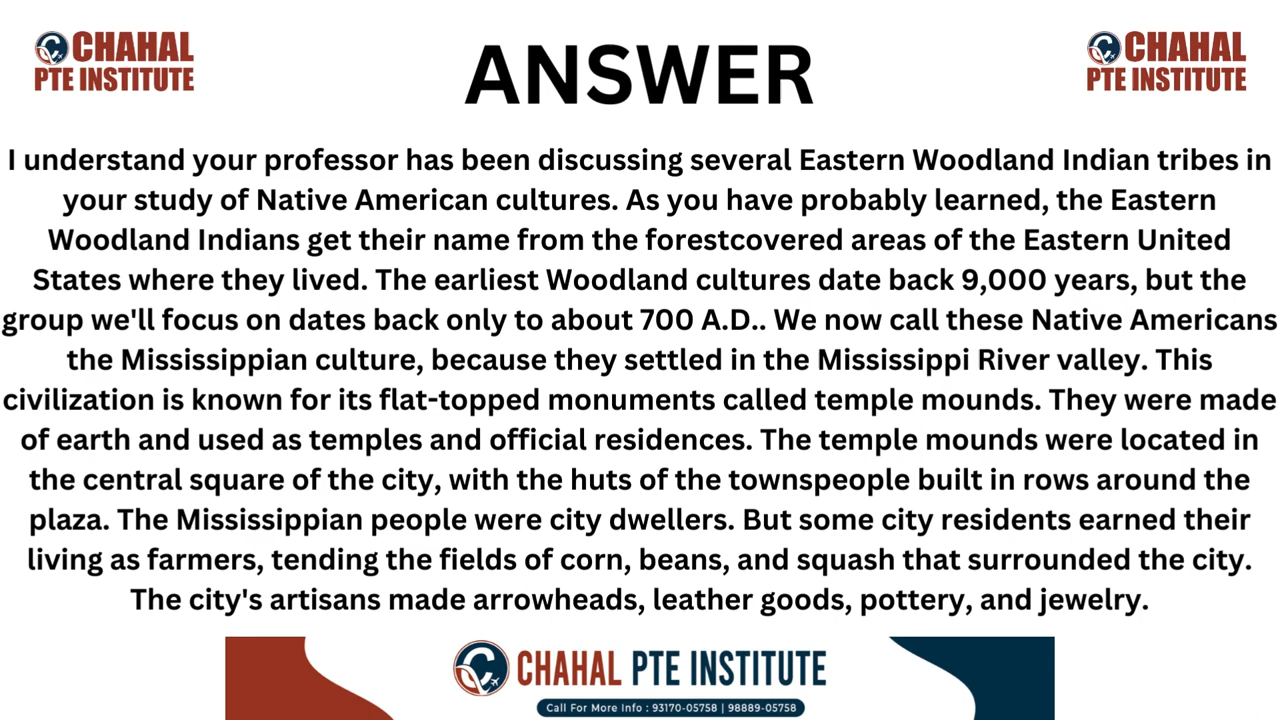 CHAHAL
PTE INSTITUTE
ANSWER
CHAHAL
PTE INSTITUTE
I understand your professor has been discussing several Eastern Woodland Indian tribes in
your study of Native American cultures. As you have probably learned, the Eastern
Woodland Indians get their name from the forestcovered areas of the Eastern United
States where they lived. The earliest Woodland cultures date back 9,000 years, but the
group we'll focus on dates back only to about 700 A.D.. We now call these Native Americans
the Mississippian culture, because they settled in the Mississippi River valley. This
civilization is known for its flat-topped monuments called temple mounds. They were made
of earth and used as temples and official residences. The temple mounds were located in
the central square of the city, with the huts of the townspeople built in rows around the
plaza. The Mississippian people were city dwellers. But some city residents earned their
living as farmers, tending the fields of corn, beans, and squash that surrounded the city.
The city's artisans made arrowheads, leather goods, pottery, and jewelry.
CHAHAL PTE INSTITUTE
Call For More Info : 93170-05758 | 98889-05758